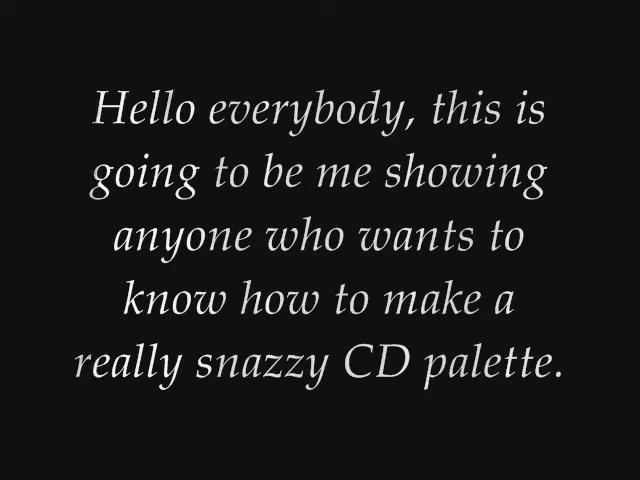 Hello everybody, this is
going to be me showing
anyone who wants to
know how to make a
really snazzy CD palette.